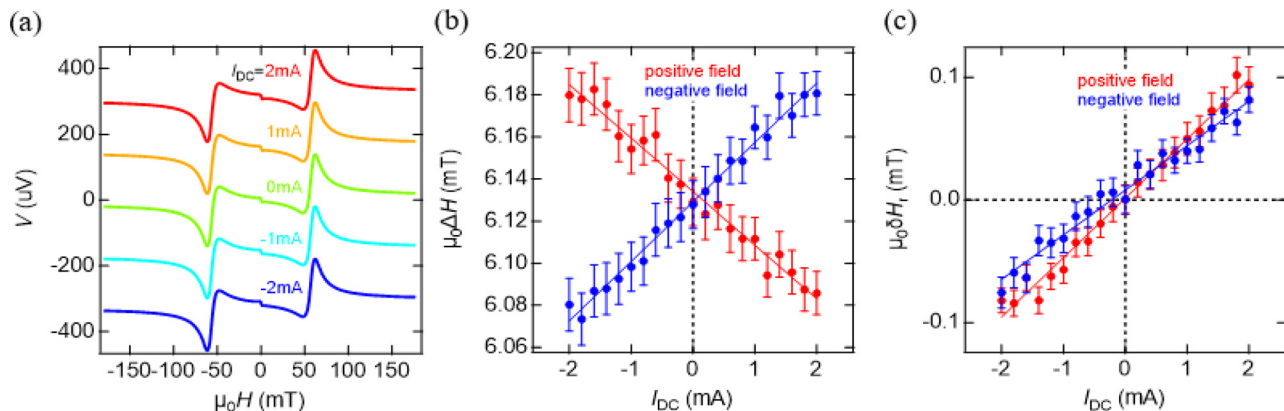 (a)
V (uV)
400
200
0
-200
-400
I_DC=2mA
1mA
0mA
-1mA
-2mA
-150 -100 -50 0 50 100 150
μ₀H (mT)
(b)
μ₀ΔH (mT)
6.20
6.18
6.16
6.14
6.12
6.10
6.08
6.06
positive field
negative field
-2 -1 0 1 2
I_DC (mA)
(c)
μ₀δHᵣ (mT)
0.1
0.0
-0.1
positive field
negative field
-2 -1 0 1 2
I_DC (mA)